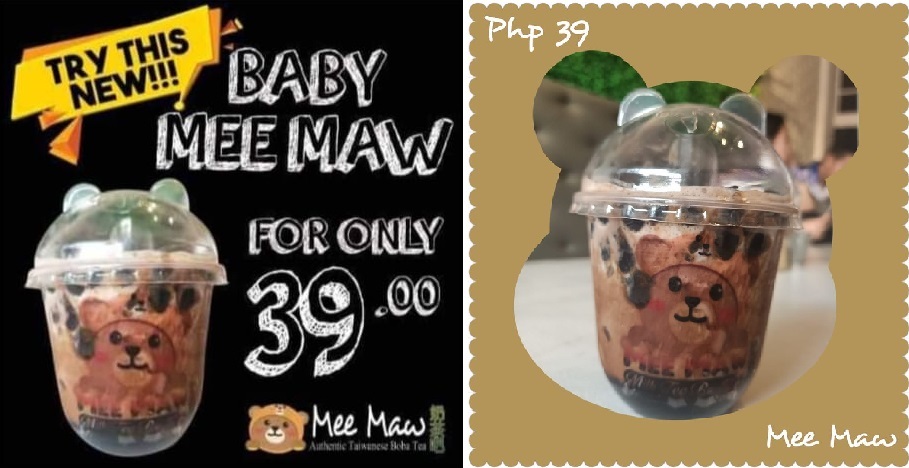 TRY THIS
NEW!!!
BABY
MEE MAW
FOR ONLY
39.00
Mee Maw
Authentic Taiwanese Boba Tea
Php 39
Mee Maw